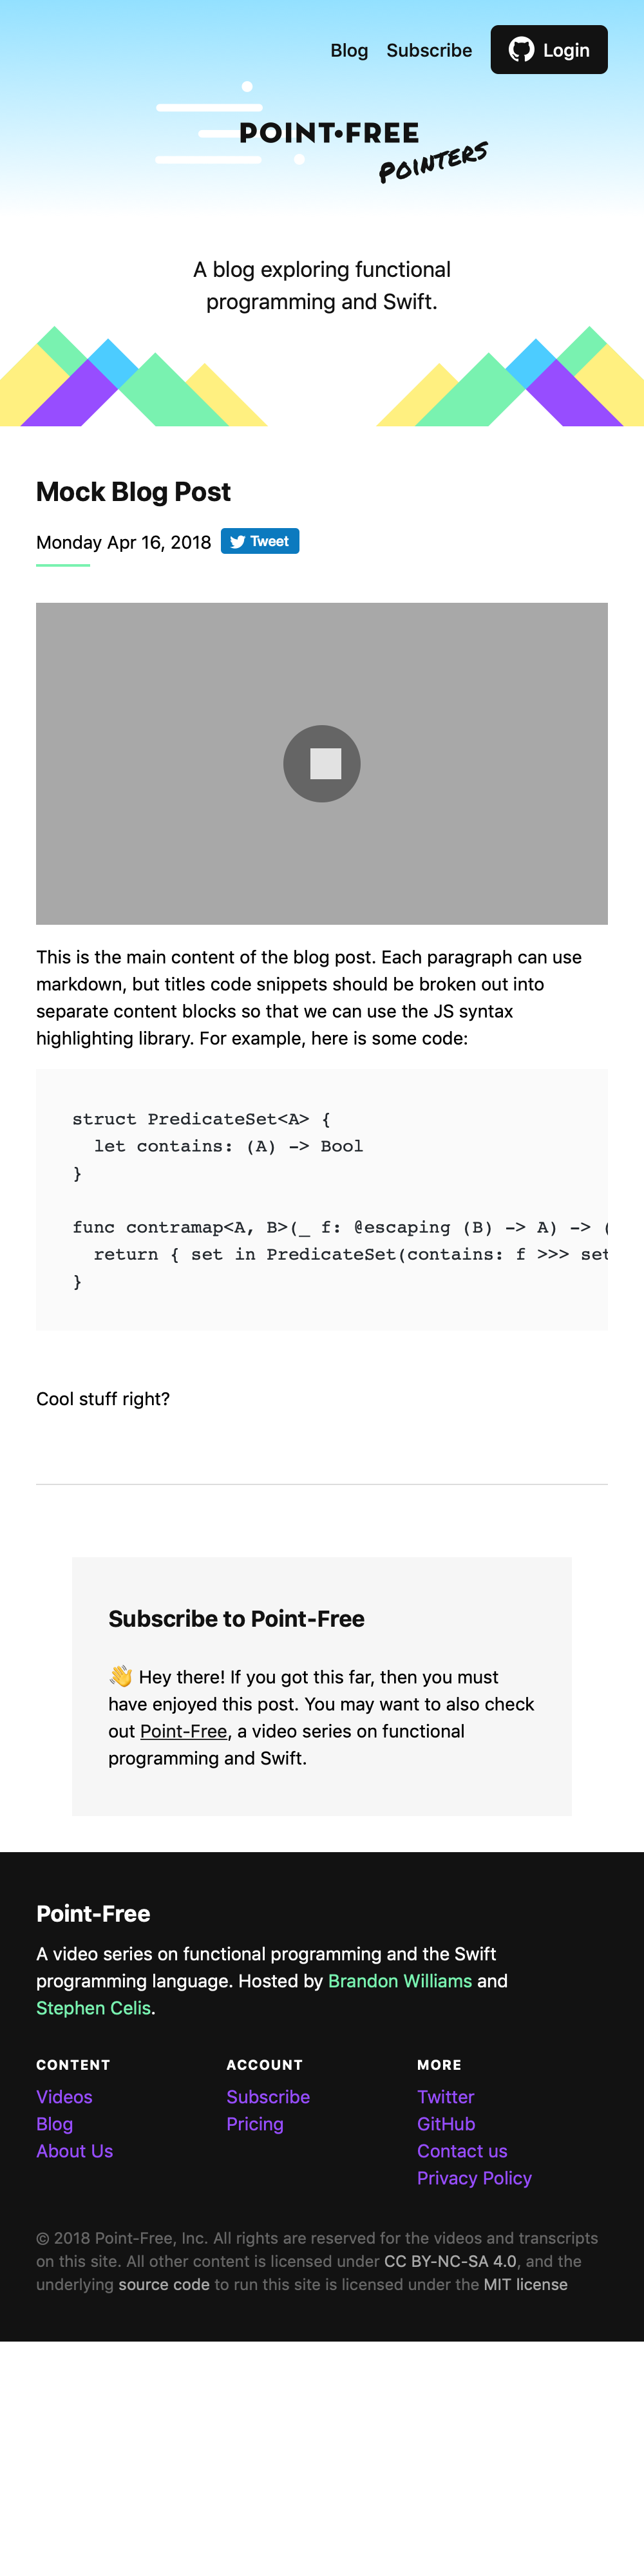 Blog Subscribe Login
POINT•FREE
POINTERS
A blog exploring functional
programming and Swift.
Mock Blog Post
Monday Apr 16, 2018 Tweet
This is the main content of the blog post. Each paragraph can use
markdown, but titles code snippets should be broken out into
separate content blocks so that we can use the JS syntax
highlighting library. For example, here is some code:
struct PredicateSet<A> {
  let contains: (A) -> Bool
}
func contramap<A, B>(_ f: @escaping (B) -> A) -> (
  return { set in PredicateSet(contains: f >>> set
}
Cool stuff right?
Subscribe to Point-Free
👋 Hey there! If you got this far, then you must
have enjoyed this post. You may want to also check
out Point-Free, a video series on functional
programming and Swift.
Point-Free
A video series on functional programming and the Swift
programming language. Hosted by Brandon Williams and
Stephen Celis.
CONTENT ACCOUNT MORE
Videos Subscribe Twitter
Blog Pricing GitHub
About Us Contact us
Privacy Policy
© 2018 Point-Free, Inc. All rights are reserved for the videos and transcripts
on this site. All other content is licensed under CC BY-NC-SA 4.0, and the
underlying source code to run this site is licensed under the MIT license